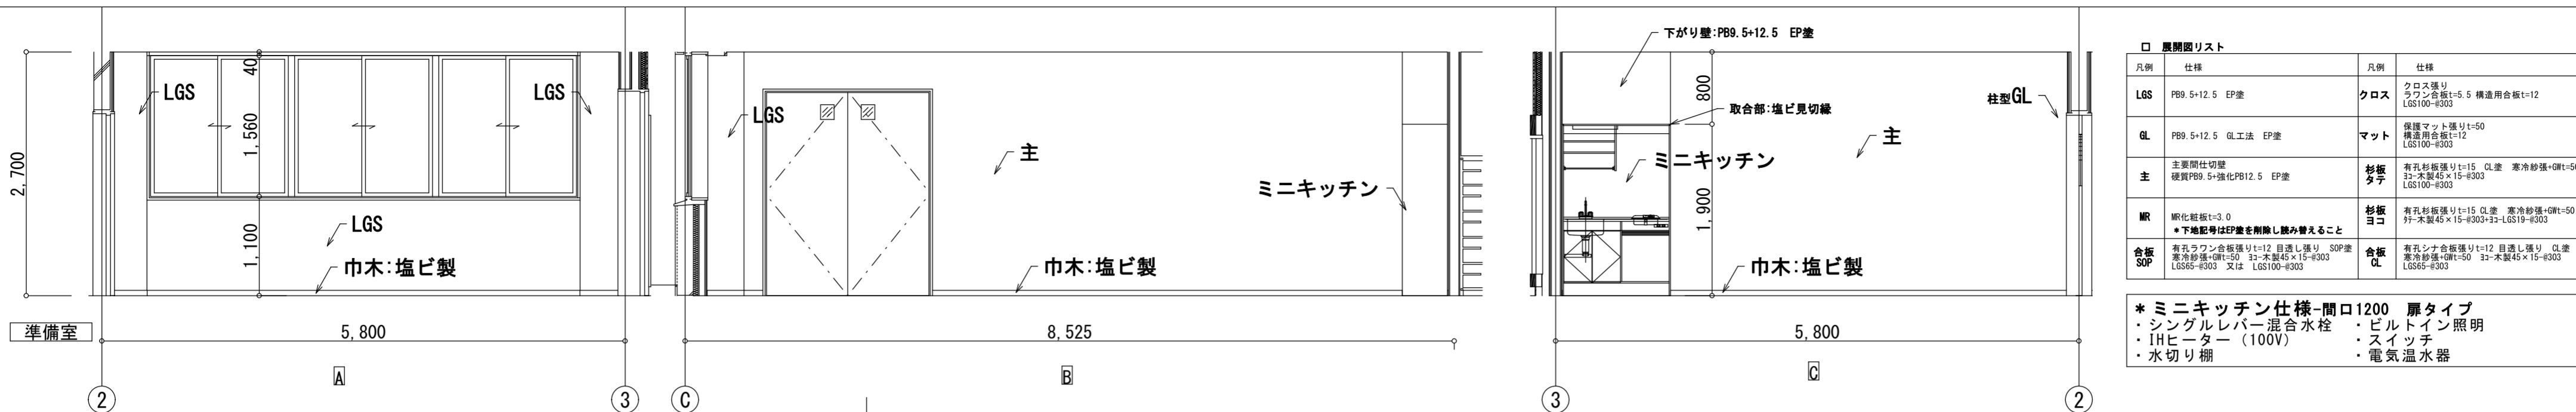 準備室
2,700
LGS
LGS
40
1,560
1,100
LGS
巾木:塩ビ製
5,800
A
2
3
LGS
主
ミニキッチン
巾木:塩ビ製
8,525
B
C
下がり壁:PB9.5+12.5 EP塗
800
取合部:塩ビ見切縁
ミニキッチン
1,900
主
柱型GL
巾木:塩ビ製
5,800
C
3
2
□ 展開図リスト
凡例 仕様 凡例 仕様
LGS PB9.5+12.5 EP塗
クロス クロス張り
ラワン合板t=5.5 構造用合板t=12
LGS100-@303
GL PB9.5+12.5 GL工法 EP塗
マット 保護マット張りt=50
構造用合板t=12
LGS100-@303
主 主要間仕切壁
硬質PB9.5+強化PB12.5 EP塗
杉板
タテ
有孔杉板張りt=15 CL塗 寒冷紗張+GWt=50
ヨコ-木製45×15-@303
LGS100-@303
MR MR化粧板t=3.0
*下地記号はEP塗を削除し読み替えること
杉板
ヨコ
有孔杉板張りt=15 CL塗 寒冷紗張+GWt=50
タテ-木製45×15-@303+ヨコ-LGS19-@303
合板
SOP
有孔ラワン合板張りt=12 目透し張り SOP塗
寒冷紗張+GWt=50 ヨコ-木製45×15-@303
LGS65-@303 又は LGS100-@303
合板
CL
有孔シナ合板張りt=12 目透し張り CL塗
寒冷紗張+GWt=50 ヨコ-木製45×15-@303
LGS65-@303
*ミニキッチン仕様-間口1200 扉タイプ
・シングルレバー混合水栓 ・ビルトイン照明
・IHヒーター (100V) ・スイッチ
・水切り棚 ・電気温水器